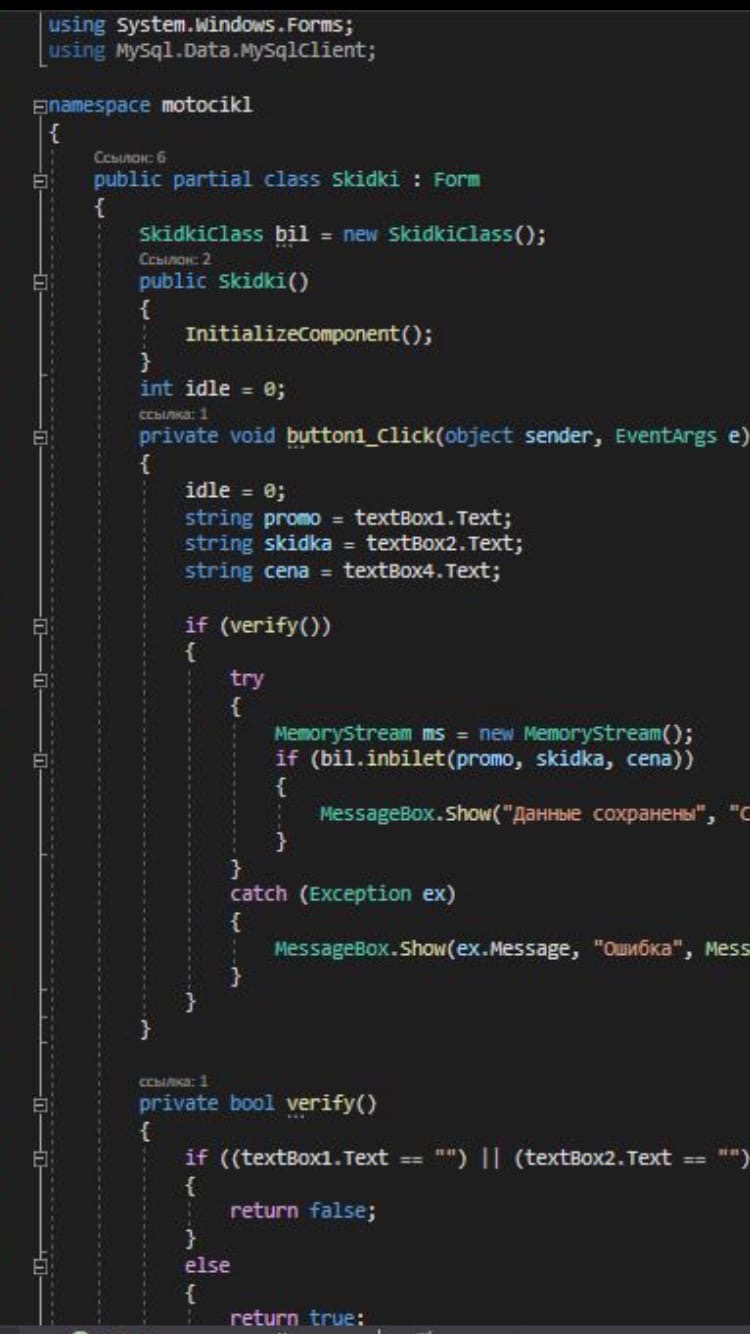 using System.Windows.Forms;
using MySql.Data.MySqlClient;
namespace motocikl
{
Ссылок: 6
public partial class Skidki : Form
{
SkidkiClass bil = new SkidkiClass();
Ссылок: 2
public Skidki()
{
InitializeComponent();
}
int idle = 0;
ссылка: 1
private void button1_Click(object sender, EventArgs e)
{
idle = 0;
string promo = textBox1.Text;
string skidka = textBox2.Text;
string cena = textBox4.Text;
if (verify())
{
try
{
MemoryStream ms = new MemoryStream();
if (bil.inbilet(promo, skidka, cena))
{
MessageBox.Show("Данные сохранены", "С
}
}
catch (Exception ex)
{
MessageBox.Show(ex.Message, "Ошибка", Mess
}
}
}
ссылка: 1
private bool verify()
{
if ((textBox1.Text == "") || (textBox2.Text == "")
{
return false;
}
else
{
return true;